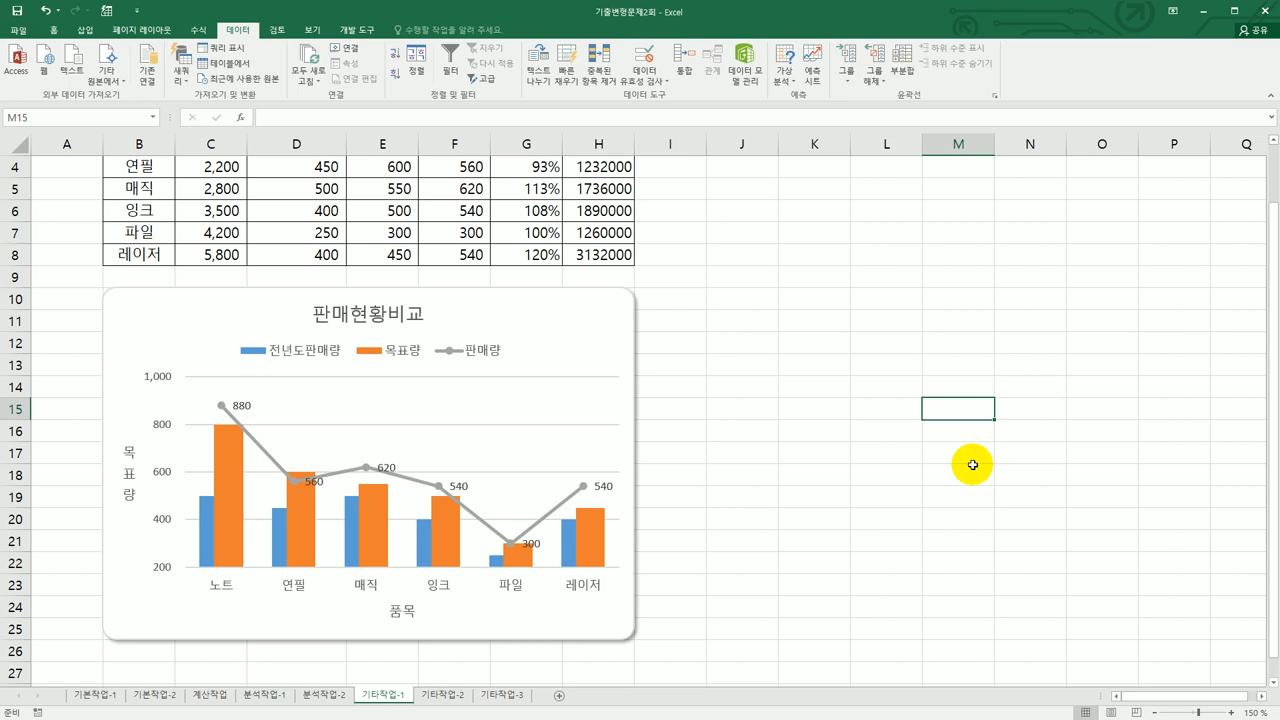 기출변형문제2회 - Excel
파일 홈 삽입 페이지 레이아웃 수식 데이터 검토 보기 개발 도구 수행할 작업을 알려 주세요. 공유
Access 웹 텍스트 기타 원본에서 기존 연결
외부 데이터 가져오기
새 쿼리 쿼리 표시
테이블에서
최근에 사용한 원본
가져오기 및 변환
모두 새로 고침 연결
속성
연결 편집
연결
정렬 필터 지우기
다시 적용
고급
정렬 및 필터
텍스트 나누기 빠른 채우기 중복된 항목 제거 데이터 유효성 검사 통합 관계 데이터 모델 관리
데이터 도구
가상 분석 예측 시트
예측
그룹 그룹 해제 부분합 하위 수준 표시
하위 수준 숨기기
윤곽선
M15 fx
A B C D E F G H I J K L M N O P Q
4 연필 2,200 450 600 560 93% 1232000
5 매직 2,800 500 550 620 113% 1736000
6 잉크 3,500 400 500 540 108% 1890000
7 파일 4,200 250 300 300 100% 1260000
8 레이저 5,800 400 450 540 120% 3132000
9
10
11
12
13
14
15
16
17
18
19
20
21
22
23
24
25
26
27
판매현황비교
전년도판매량 목표량 판매량
1,000
800
600
400
200
목표량
880
560
620
540
300
540
노트 연필 매직 잉크 파일 레이저
품목
기본작업-1 기본작업-2 계산작업 분석작업-1 분석작업-2 기타작업-1 기타작업-2 기타작업-3
준비 150 %